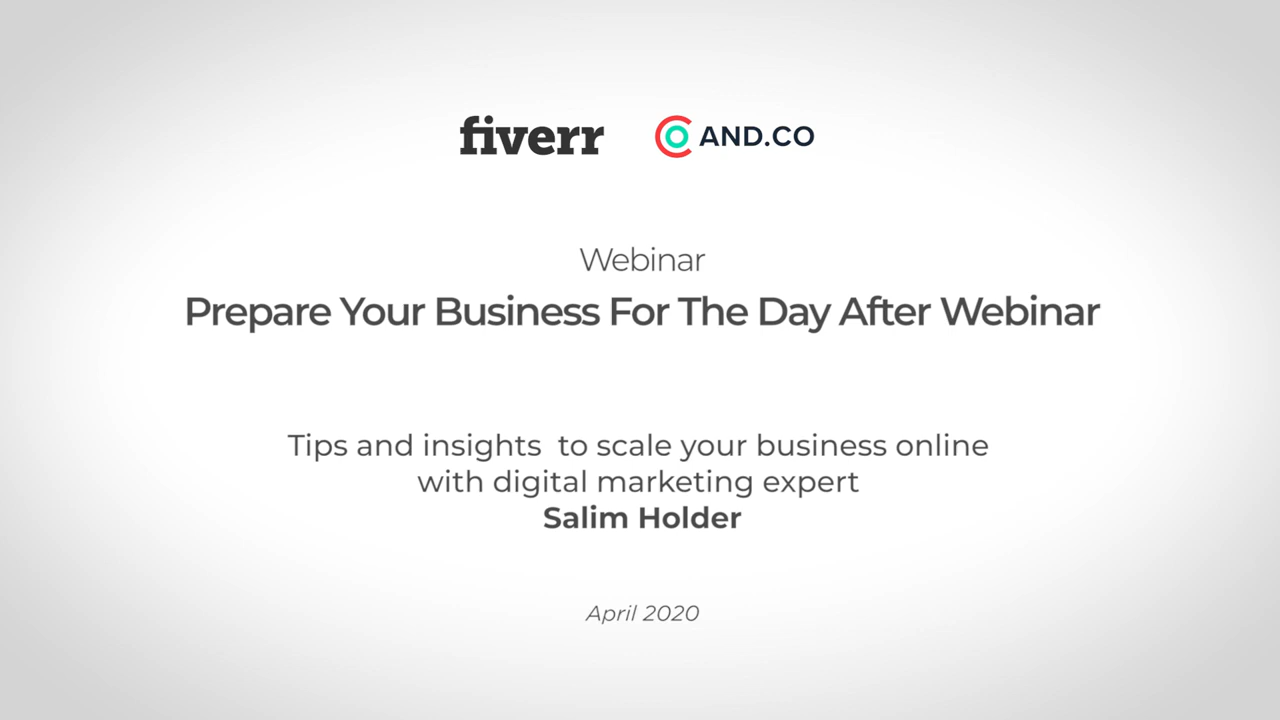 fiverr AND.CO
Webinar
Prepare Your Business For The Day After Webinar
Tips and insights  to scale your business online
with digital marketing expert
Salim Holder
April 2020